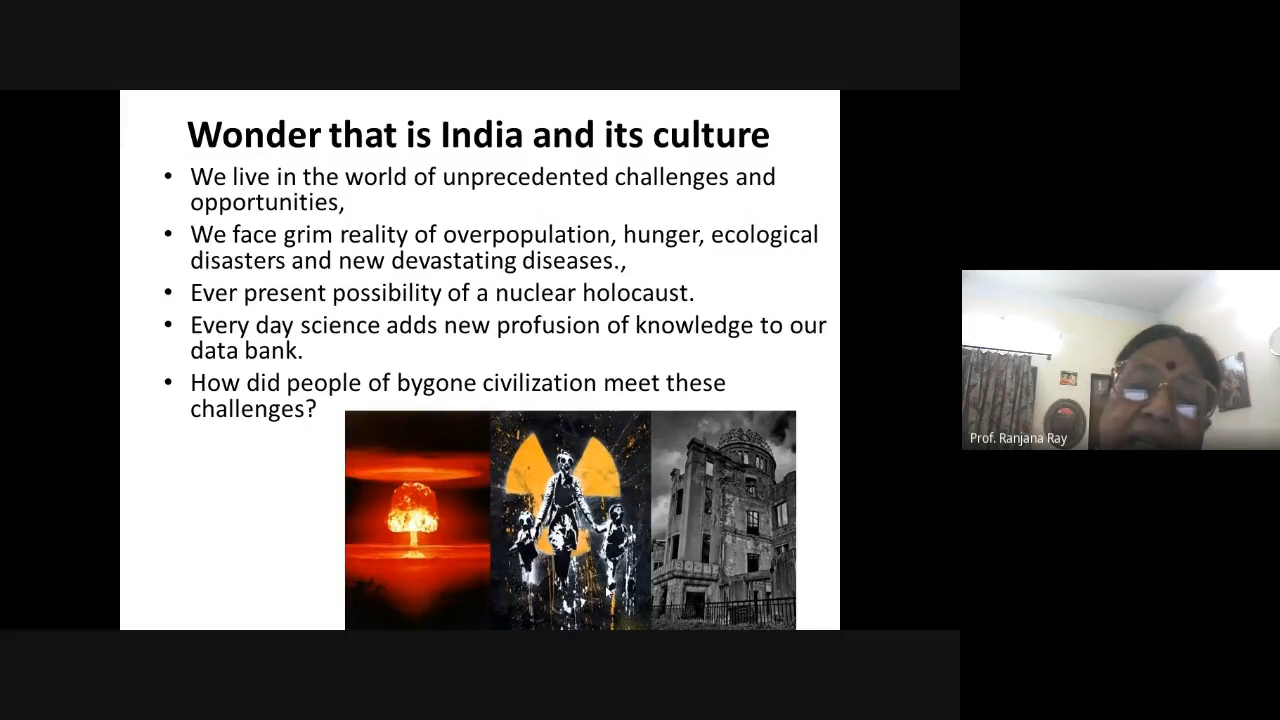 Wonder that is India and its culture
• We live in the world of unprecedented challenges and
opportunities,
• We face grim reality of overpopulation, hunger, ecological
disasters and new devastating diseases.,
• Ever present possibility of a nuclear holocaust.
• Every day science adds new profusion of knowledge to our
data bank.
• How did people of bygone civilization meet these
challenges?
Prof. Ranjana Ray